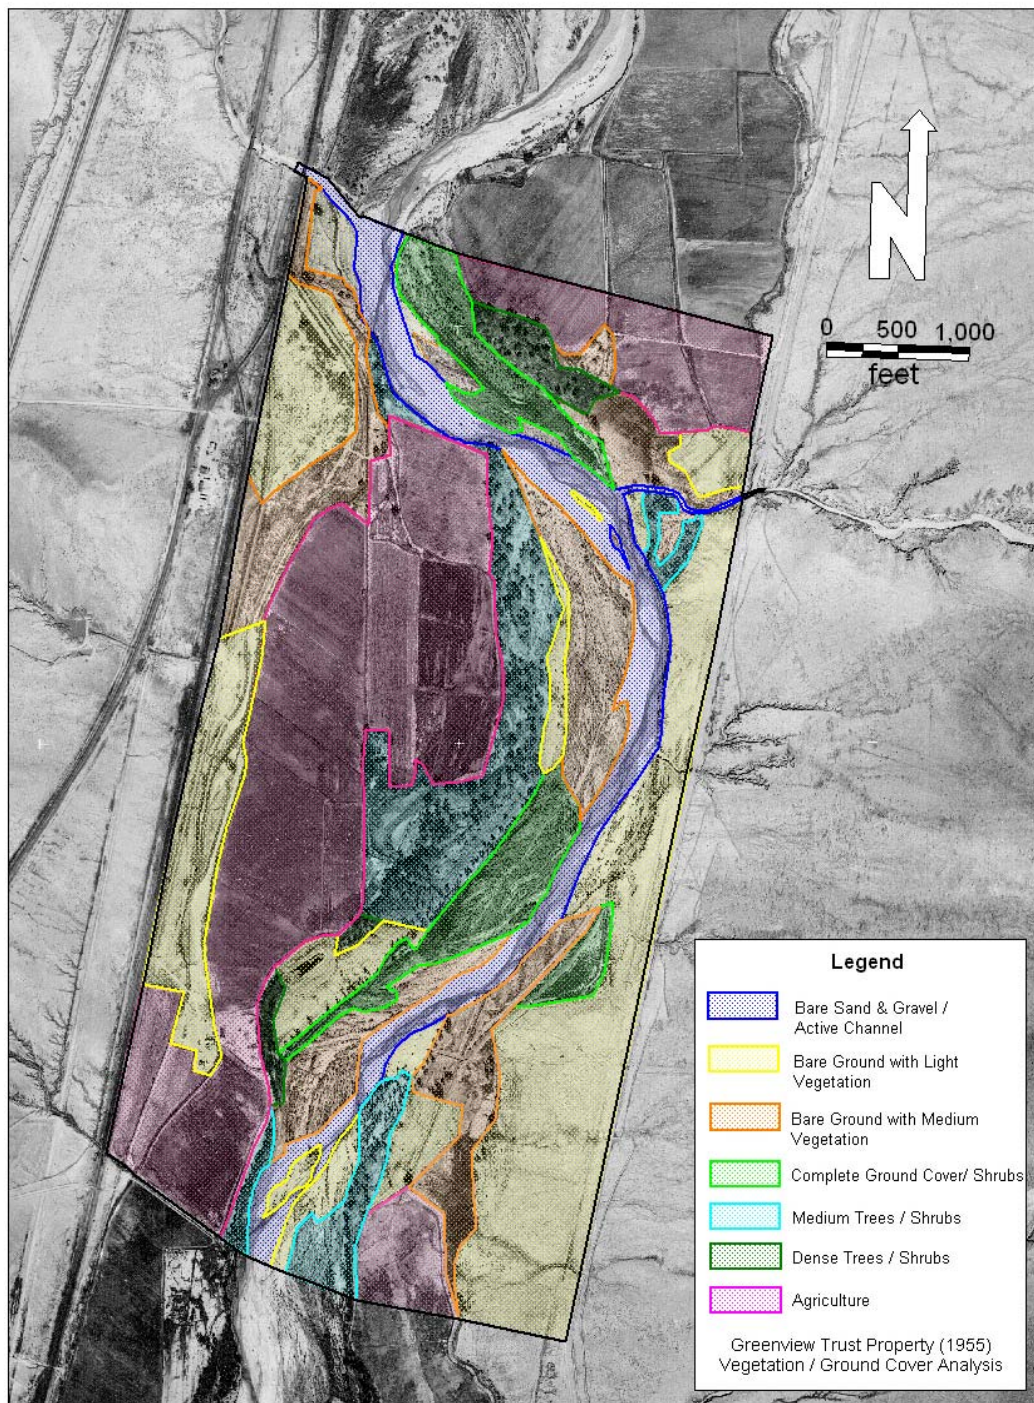 N
0 500 1,000
feet
Legend
Bare Sand & Gravel /
Active Channel
Bare Ground with Light
Vegetation
Bare Ground with Medium
Vegetation
Complete Ground Cover/ Shrubs
Medium Trees / Shrubs
Dense Trees / Shrubs
Agriculture
Greenview Trust Property (1955)
Vegetation / Ground Cover Analysis